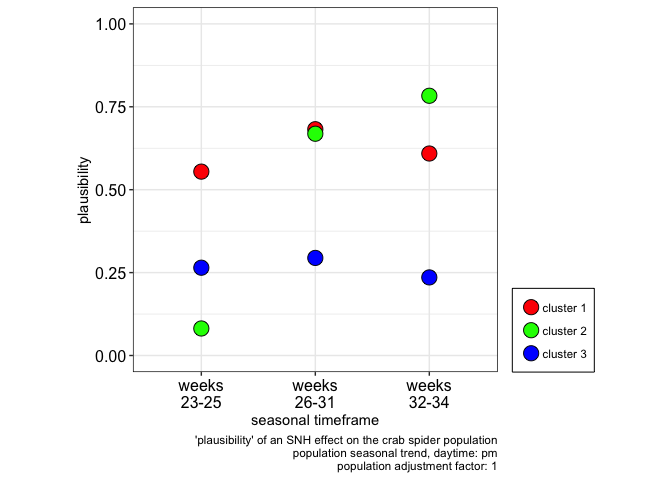 1.00
0.75
0.50
0.25
0.00
plausibility
weeks
23-25
weeks
26-31
weeks
32-34
seasonal timeframe
cluster 1
cluster 2
cluster 3
'plausibility' of an SNH effect on the crab spider population
population seasonal trend, daytime: pm
population adjustment factor: 1